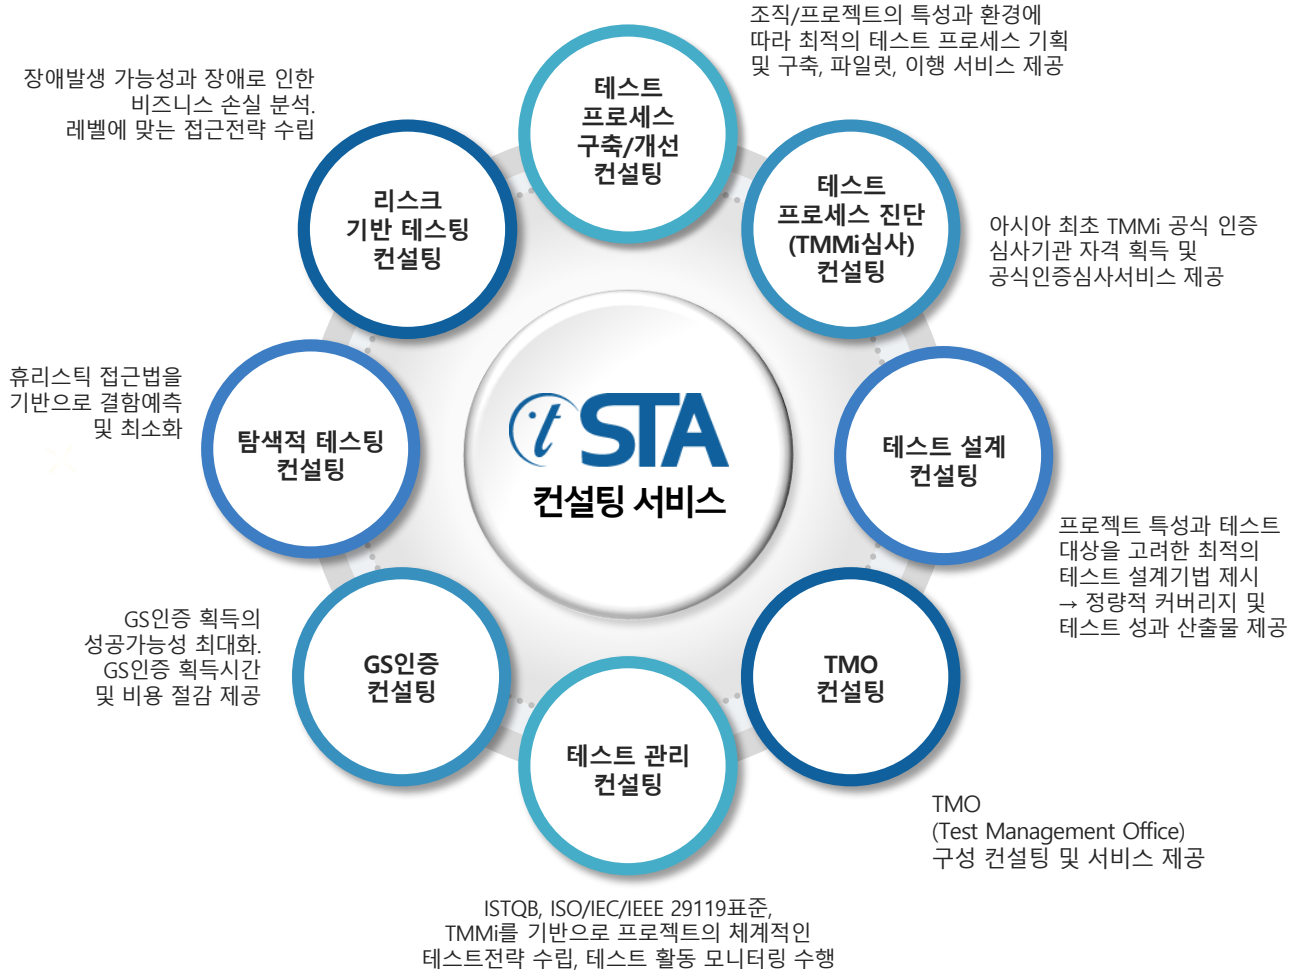 조직/프로젝트의 특성과 환경에
따라 최적의 테스트 프로세스 기획
및 구축, 파일럿, 이행 서비스 제공
테스트
프로세스
구축/개선
컨설팅
장애발생 가능성과 장애로 인한
비즈니스 손실 분석.
레벨에 맞는 접근전략 수립
리스크
기반 테스팅
컨설팅
테스트
프로세스 진단
(TMMi심사)
컨설팅
아시아 최초 TMMi 공식 인증
심사기관 자격 획득 및
공식인증심사서비스 제공
휴리스틱 접근법을
기반으로 결함예측
및 최소화
탐색적 테스팅
컨설팅
it STA
컨설팅 서비스
테스트 설계
컨설팅
프로젝트 특성과 테스트
대상을 고려한 최적의
테스트 설계기법 제시
→ 정량적 커버리지 및
테스트 성과 산출물 제공
GS인증 획득의
성공가능성 최대화.
GS인증 획득시간
및 비용 절감 제공
GS인증
컨설팅
TMO
컨설팅
테스트 관리
컨설팅
TMO
(Test Management Office)
구성 컨설팅 및 서비스 제공
ISTQB, ISO/IEC/IEEE 29119표준,
TMMi를 기반으로 프로젝트의 체계적인
테스트전략 수립, 테스트 활동 모니터링 수행